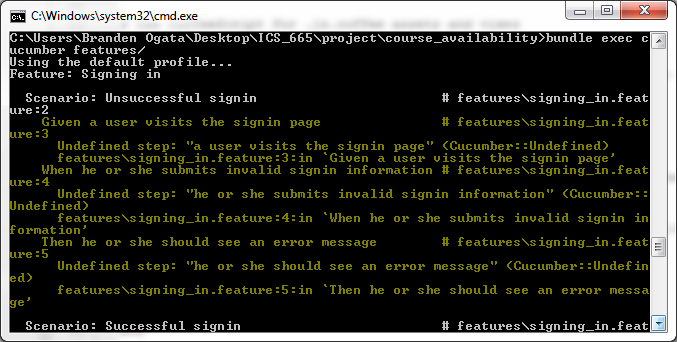 C:\Windows\system32\cmd.exe
C:\Users\Branden Ogata\Desktop\ICS_665\project\course_availability>bundle exec c
ucumber features/
Using the default profile...
Feature: Signing in
Scenario: Unsuccessful signin # features\signing_in.feat
ure:2
Given a user visits the signin page # features\signing_in.feat
ure:3
Undefined step: "a user visits the signin page" (Cucumber::Undefined)
features\signing_in.feature:3:in `Given a user visits the signin page'
When he or she submits invalid signin information # features\signing_in.feat
ure:4
Undefined step: "he or she submits invalid signin information" (Cucumber::
Undefined)
features\signing_in.feature:4:in `When he or she submits invalid signin in
formation'
Then he or she should see an error message # features\signing_in.feat
ure:5
Undefined step: "he or she should see an error message" (Cucumber::Undefin
ed)
features\signing_in.feature:5:in `Then he or she should see an error messa
ge'
Scenario: Successful signin # features\signing_in.feat